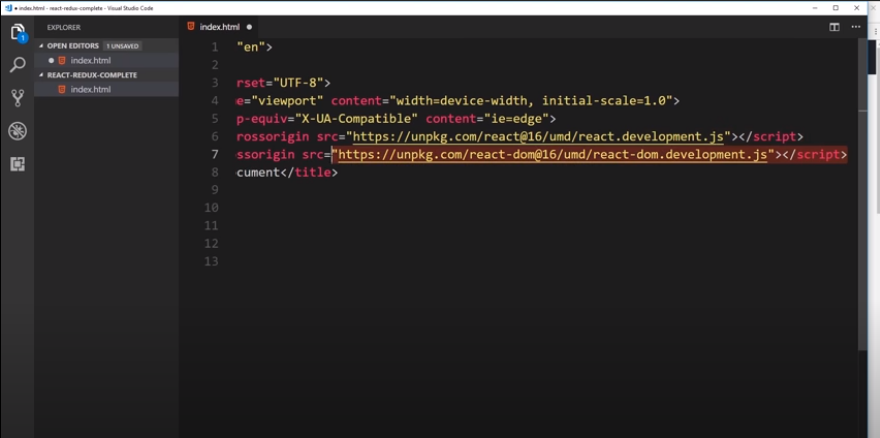 index.html - react-redux-complete - Visual Studio Code
EXPLORER
OPEN EDITORS 1 UNSAVED
index.html
REACT-REDUX-COMPLETE
index.html
1
index.html
1 "en">
2
3 rset="UTF-8">
4 e="viewport" content="width=device-width, initial-scale=1.0">
5 p-equiv="X-UA-Compatible" content="ie=edge">
6 rossorigin src="https://unpkg.com/react@16/umd/react.development.js"></script>
7 ssorigin src="https://unpkg.com/react-dom@16/umd/react-dom.development.js"></script>
8 cument</title>
9
10
11
12
13